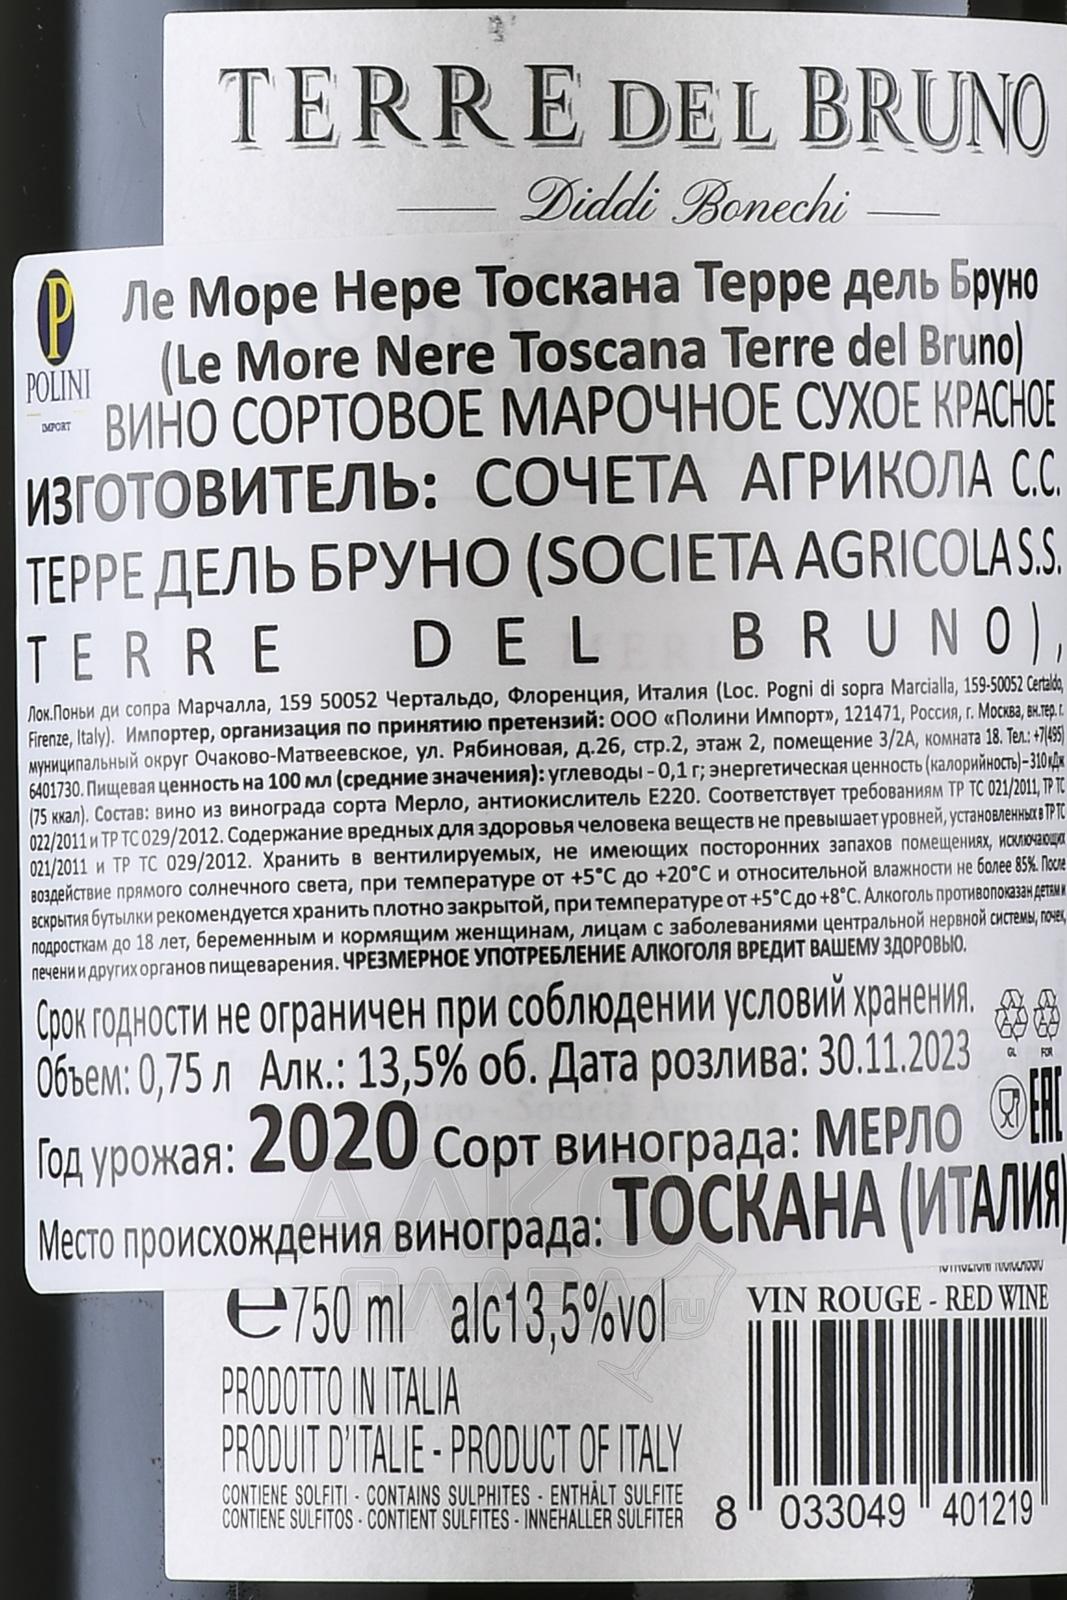 TERRE DEL BRUNO
Diddi Bonechi
P
POLINI
IMPORT
Ле Море Нере Тоскана Терре дель Бруно
(Le More Nere Toscana Terre del Bruno)
ВИНО СОРТОВОЕ МАРОЧНОЕ СУХОЕ КРАСНОЕ
ИЗГОТОВИТЕЛЬ: СОЧЕТА АГРИКОЛА С.С.
ТЕРРЕ ДЕЛЬ БРУНО (SOCIETA AGRICOLA S.S.
TERRE DEL BRUNO),
Лок.Поньи ди сопра Марчалла, 159 50052 Чертальдо, Флоренция, Италия (Loc. Pogni di sopra Marcialla, 159-50052 Certaldo,
Firenze, Italy). Импортер, организация по принятию претензий: ООО «Полини Импорт», 121471, Россия, г. Москва, вн.тер.г.
муниципальный округ Очаково-Матвеевское, ул. Рябиновая, д.26, стр.2, этаж 2, помещение 3/2А, комната 18. Тел.: +7(495)
6401730. Пищевая ценность на 100 мл (средние значения): углеводы - 0,1 г; энергетическая ценность (калорийность)–310 кДж
(75 ккал). Состав: вино из винограда сорта Мерло, антиокислитель Е220. Соответствует требованиям ТР ТС 021/2011, ТР ТС
022/2011 и ТР ТС 029/2012. Содержание вредных для здоровья человека веществ не превышает уровней, установленных в ТР ТС
021/2011 и ТР ТС 029/2012. Хранить в вентилируемых, не имеющих посторонних запахов помещениях, исключающих
воздействие прямого солнечного света, при температуре от +5°С до +20°С и относительной влажности не более 85%. После
вскрытия бутылки рекомендуется хранить плотно закрытой, при температуре от +5°С до +8°С. Алкоголь противопоказан детям и
подросткам до 18 лет, беременным и кормящим женщинам, лицам с заболеваниями центральной нервной системы, почек,
печени и других органов пищеварения. ЧРЕЗМЕРНОЕ УПОТРЕБЛЕНИЕ АЛКОГОЛЯ ВРЕДИТ ВАШЕМУ ЗДОРОВЬЮ.
Срок годности не ограничен при соблюдении условий хранения.
GL FOR
Объем: 0,75 л Алк.: 13,5% об. Дата розлива: 30.11.2023
EAC
Год урожая: 2020 Сорт винограда: МЕРЛО
Место происхождения винограда: ТОСКАНА (ИТАЛИЯ)
АЛКО
ПЛАЗА.ru
e 750 ml alc13,5%vol
VIN ROUGE - RED WINE
PRODOTTO IN ITALIA
PRODUIT D'ITALIE - PRODUCT OF ITALY
CONTIENE SOLFITI - CONTAINS SULPHITES - ENTHÄLT SULFITE
CONTIENE SULFITOS - CONTIENT SULFITES - INNEHALLER SULFITER
8 033049 401219